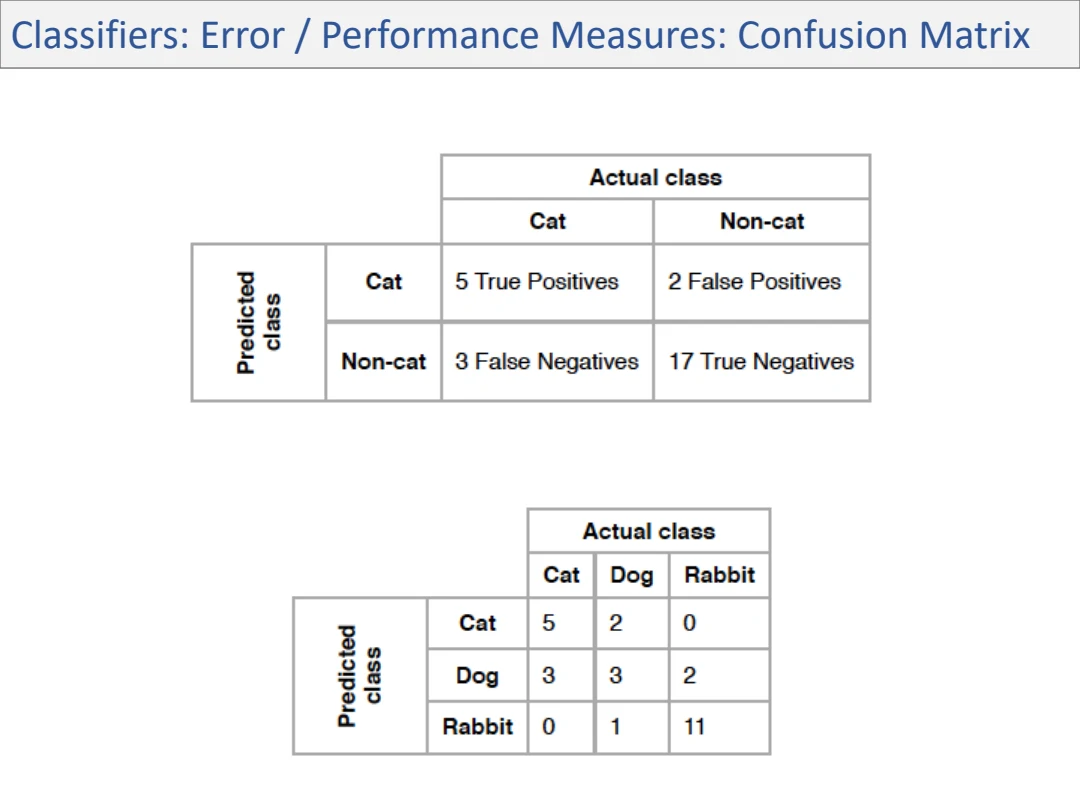 Classifiers: Error / Performance Measures: Confusion Matrix
Actual class
Cat Non-cat
Predicted
class
Cat 5 True Positives 2 False Positives
Non-cat 3 False Negatives 17 True Negatives
Actual class
Cat Dog Rabbit
Predicted
class
Cat 5 2 0
Dog 3 3 2
Rabbit 0 1 11